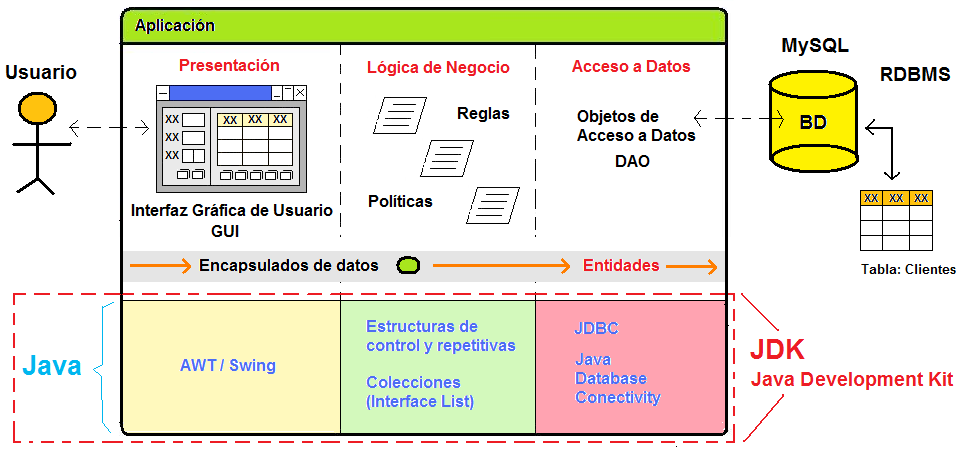 Aplicación
Usuario
Presentación
XX
XX
XX
XX XX XX
Interfaz Gráfica de Usuario
GUI
Lógica de Negocio
Reglas
Políticas
Acceso a Datos
Objetos de
Acceso a Datos
DAO
MySQL
RDBMS
BD
XX XX XX
Tabla: Clientes
Encapsulados de datos
Entidades
Java
AWT / Swing
Estructuras de
control y repetitivas
Colecciones
(Interface List)
JDBC
Java
Database
Conectivity
JDK
Java Development Kit